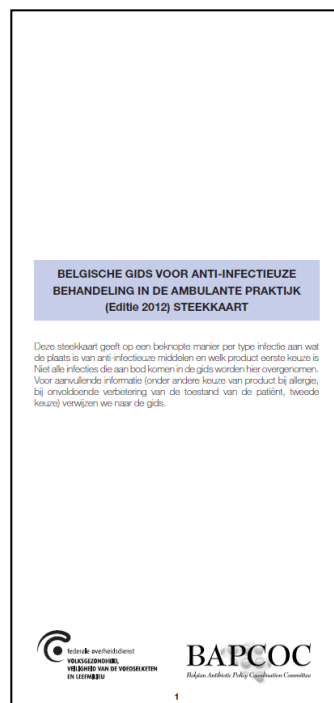 BELGISCHE GIDS VOOR ANTI-INFECTIEUZE
BEHANDELING IN DE AMBULANTE PRAKTIJK
(Editie 2012) STEEKKAART
Deze steekkaart geeft op een beknopte manier per type infectie aan wat
de plaats is van anti-infectieuze middelen en welk product eerste keuze is
Niet alle infecties die aan bod komen in de gids worden hier overgenomen.
Voor aanvullende informatie (onder andere keuze van product bij allergie,
bij onvoldoende verbetering van de toestand van de patiënt, tweede
keuze) verwijzen we naar de gids.
federale overheidsdienst
VOLKSGEZONDHEID,
VEILIGHEID VAN DE VOEDSELKETEN
EN LEEFMILIEU
BAPCOC
Belgian Antibiotic Policy Coordination Committee
1